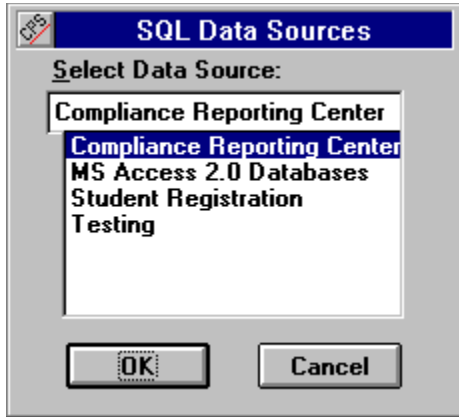 CPS
SQL Data Sources
Select Data Source:
Compliance Reporting Center
Compliance Reporting Center
MS Access 2.0 Databases
Student Registration
Testing
OK
Cancel